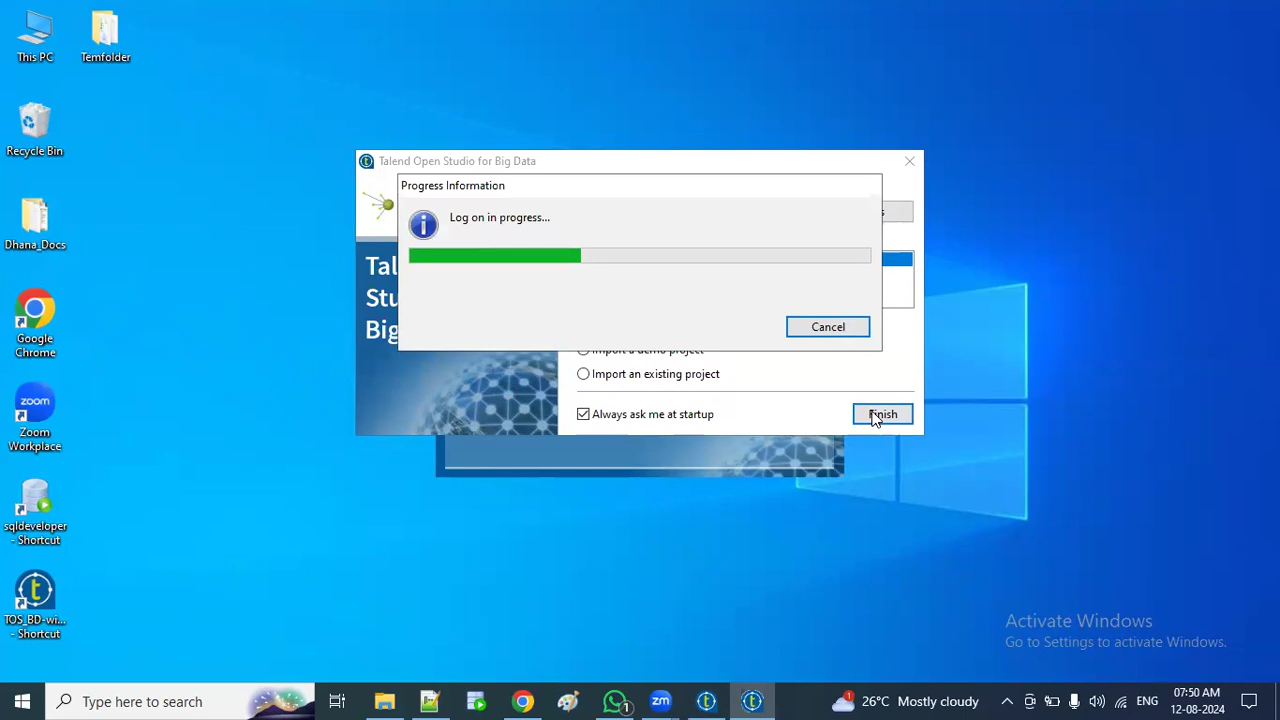 This PC
Temfolder
Recycle Bin
Dhana_Docs
Google
Chrome
Zoom
Workplace
sqldeveloper
- Shortcut
TOS_BD-wi...
- Shortcut
Talend Open Studio for Big Data
Progress Information
Log on in progress...
Cancel
Tal
Stu
Big
Import a demo project
Import an existing project
Always ask me at startup
Finish
Activate Windows
Go to Settings to activate Windows.
Type here to search
1
zm
1
26°C Mostly cloudy
ENG
07:50 AM
12-08-2024